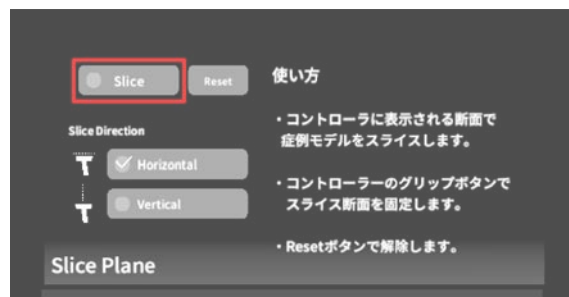 Slice
Reset
Slice Direction
Horizontal
Vertical
使い方
・コントローラに表示される断面で
症例モデルをスライスします。
・コントローラーのグリップボタンで
スライス断面を固定します。
・Resetボタンで解除します。
Slice Plane